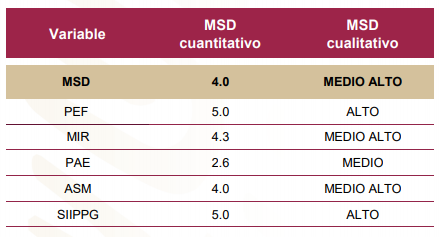 Variable MSD cuantitativo MSD cualitativo
MSD 4.0 MEDIO ALTO
PEF 5.0 ALTO
MIR 4.3 MEDIO ALTO
PAE 2.6 MEDIO
ASM 4.0 MEDIO ALTO
SIIPPG 5.0 ALTO